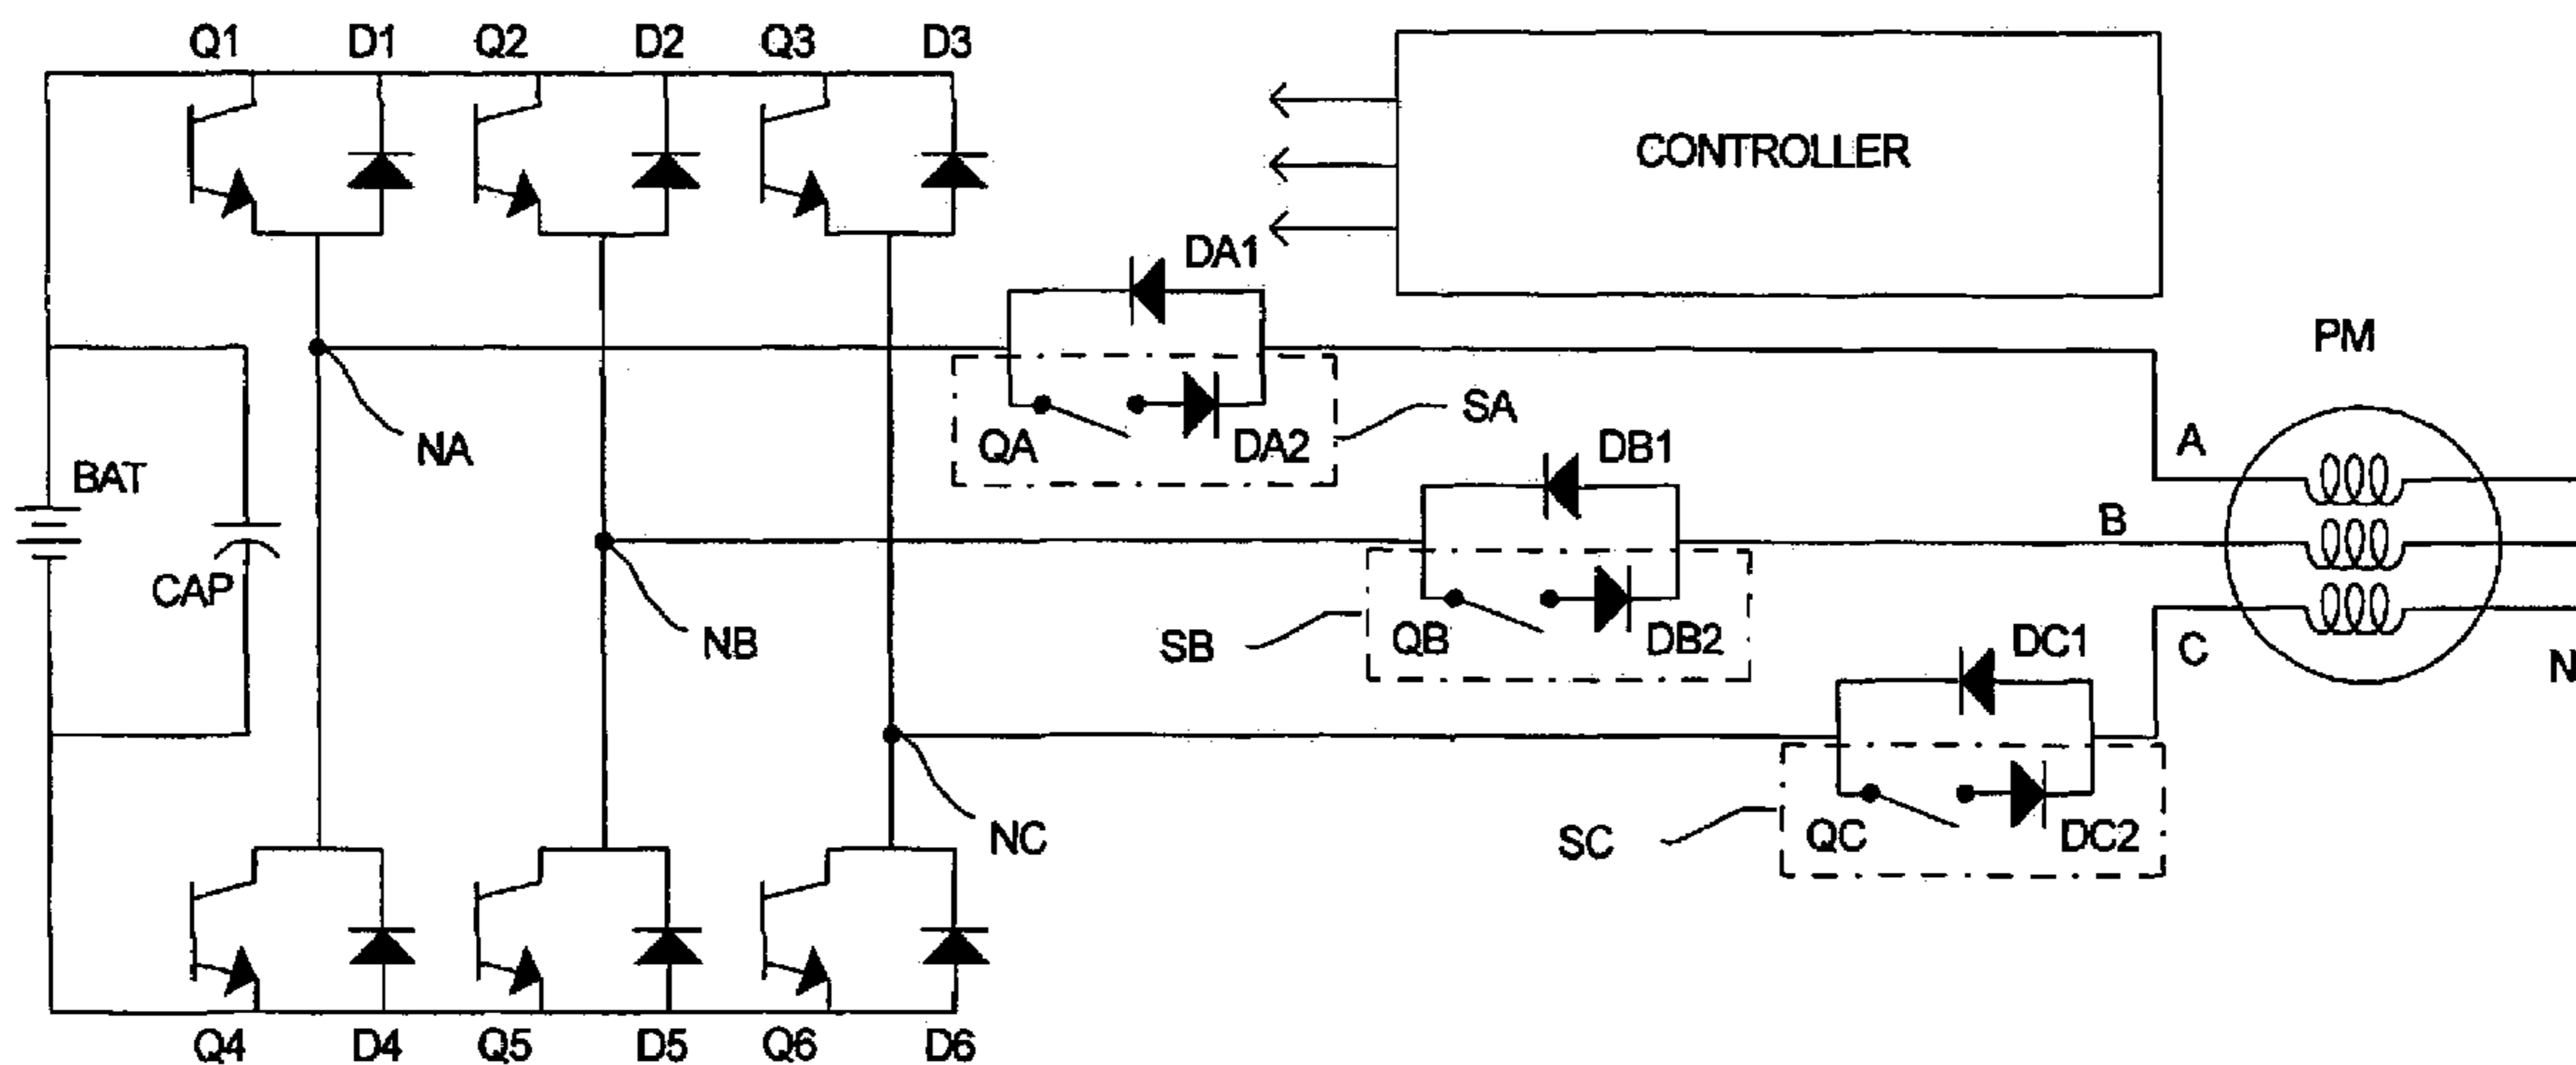 Q1 D1 Q2 D2 Q3 D3
CONTROLLER
DA1
PM
NA
QA DA2
SA
BAT
DB1
A
B
CAP
NB
SB
QB DB2
DC1
C
N
NC
SC
QC DC2
Q4 D4 Q5 D5 Q6 D6